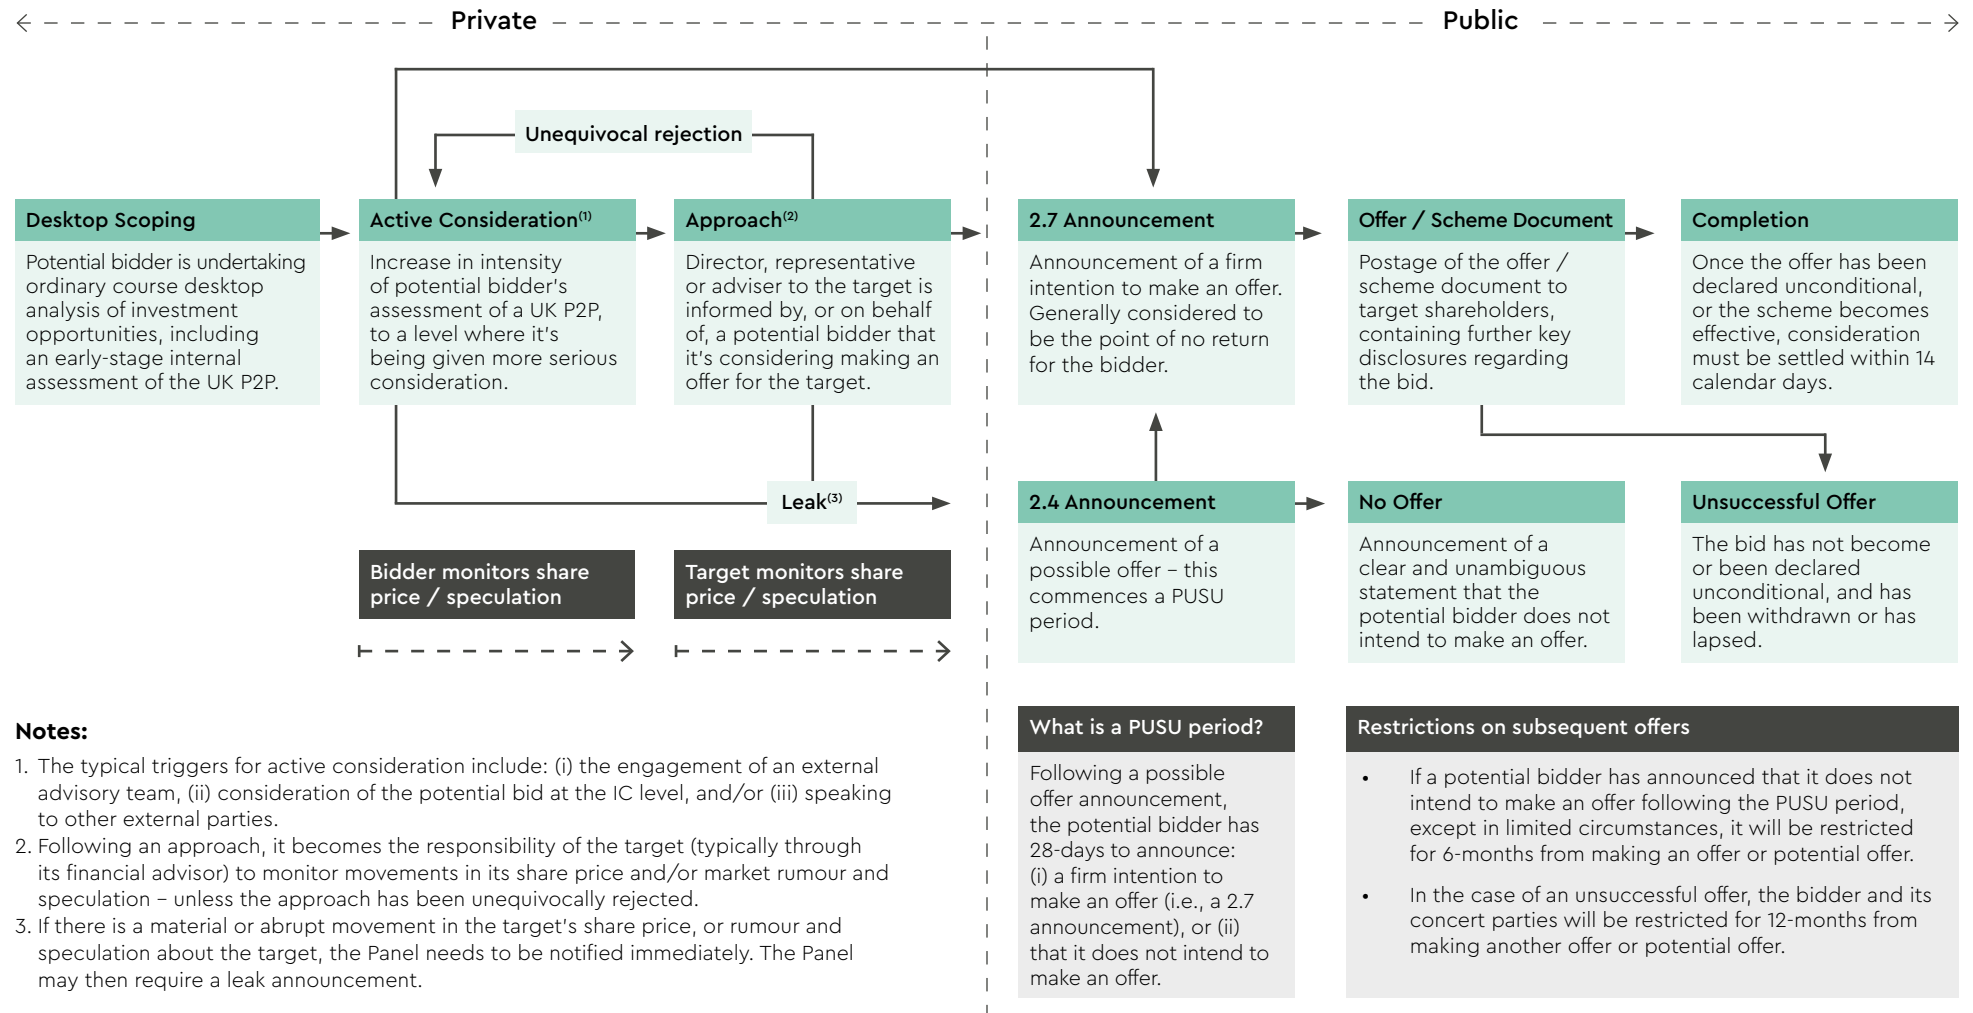 Private
Public
Unequivocal rejection
Desktop Scoping
Potential bidder is undertaking
ordinary course desktop
analysis of investment
opportunities, including
an early-stage internal
assessment of the UK P2P.
Active Consideration(1)
Increase in intensity
of potential bidder's
assessment of a UK P2P,
to a level where it's
being given more serious
consideration.
Approach(2)
Director, representative
or adviser to the target is
informed by, or on behalf
of, a potential bidder that
it's considering making an
offer for the target.
2.7 Announcement
Announcement of a firm
intention to make an offer.
Generally considered to
be the point of no return
for the bidder.
Offer / Scheme Document
Postage of the offer /
scheme document to
target shareholders,
containing further key
disclosures regarding
the bid.
Completion
Once the offer has been
declared unconditional,
or the scheme becomes
effective, consideration
must be settled within 14
calendar days.
Leak(3)
2.4 Announcement
Announcement of a
possible offer – this
commences a PUSU
period.
No Offer
Announcement of a
clear and unambiguous
statement that the
potential bidder does not
intend to make an offer.
Unsuccessful Offer
The bid has not become
or been declared
unconditional, and has
been withdrawn or has
lapsed.
Bidder monitors share
price / speculation
Target monitors share
price / speculation
Notes:
1. The typical triggers for active consideration include: (i) the engagement of an external
advisory team, (ii) consideration of the potential bid at the IC level, and/or (iii) speaking
to other external parties.
2. Following an approach, it becomes the responsibility of the target (typically through
its financial advisor) to monitor movements in its share price and/or market rumour and
speculation – unless the approach has been unequivocally rejected.
3. If there is a material or abrupt movement in the target's share price, or rumour and
speculation about the target, the Panel needs to be notified immediately. The Panel
may then require a leak announcement.
What is a PUSU period?
Following a possible
offer announcement,
the potential bidder has
28-days to announce:
(i) a firm intention to
make an offer (i.e., a 2.7
announcement), or (ii)
that it does not intend to
make an offer.
Restrictions on subsequent offers
• If a potential bidder has announced that it does not
intend to make an offer following the PUSU period,
except in limited circumstances, it will be restricted
for 6-months from making an offer or potential offer.
• In the case of an unsuccessful offer, the bidder and its
concert parties will be restricted for 12-months from
making another offer or potential offer.